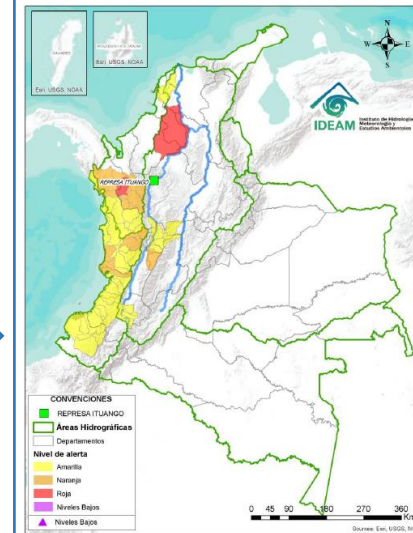 Esri, USGS, NOAA
Esri, USGS, NOAA
N
W
E
S
IDEAM
Instituto de Hidrología,
Meteorología y
Estudios Ambientales
REPRESA ITUANGO
CONVENCIONES
REPRESA ITUANGO
Áreas Hidrográficas
Departamentos
Nivel de alerta
Amarilla
Naranja
Roja
Niveles Bajos
Niveles Bajos
0 45 90 180 270 360
Km
Sources: Esri, USGS,